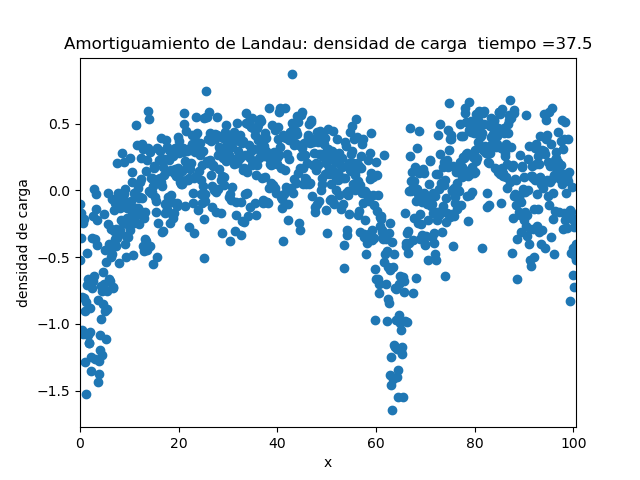 Amortiguamiento de Landau: densidad de carga  tiempo =37.5
densidad de carga
0.5
0.0
−0.5
−1.0
−1.5
0 20 40 60 80 100
x